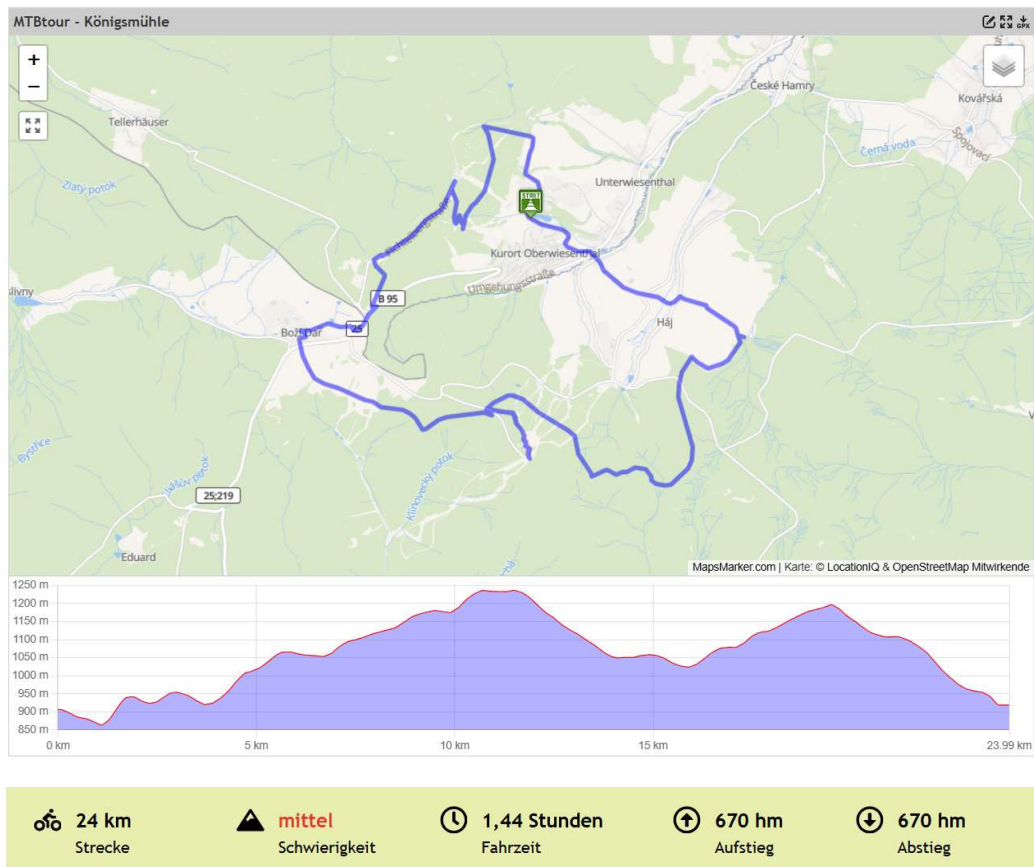 MTBtour - Königsmühle
GPX
+
−
České Hamry
Kovářská
Tellerhäuser
Černá voda
Spojovací
Zlatý potok
Unterwiesenthal
START
Fichtelbergstraße
Kurort Oberwiesenthal
Umgehungsstraße
B 95
Háj
Boží Dar
25
Bystřice
Klínovecký potok
25;219
Eduard
MapsMarker.com | Karte: © LocationIQ & OpenStreetMap Mitwirkende
1250 m
1200 m
1150 m
1100 m
1050 m
1000 m
950 m
900 m
850 m
0 km 5 km 10 km 15 km 23.99 km
24 km mittel 1,44 Stunden 670 hm 670 hm
Strecke Schwierigkeit Fahrzeit Aufstieg Abstieg